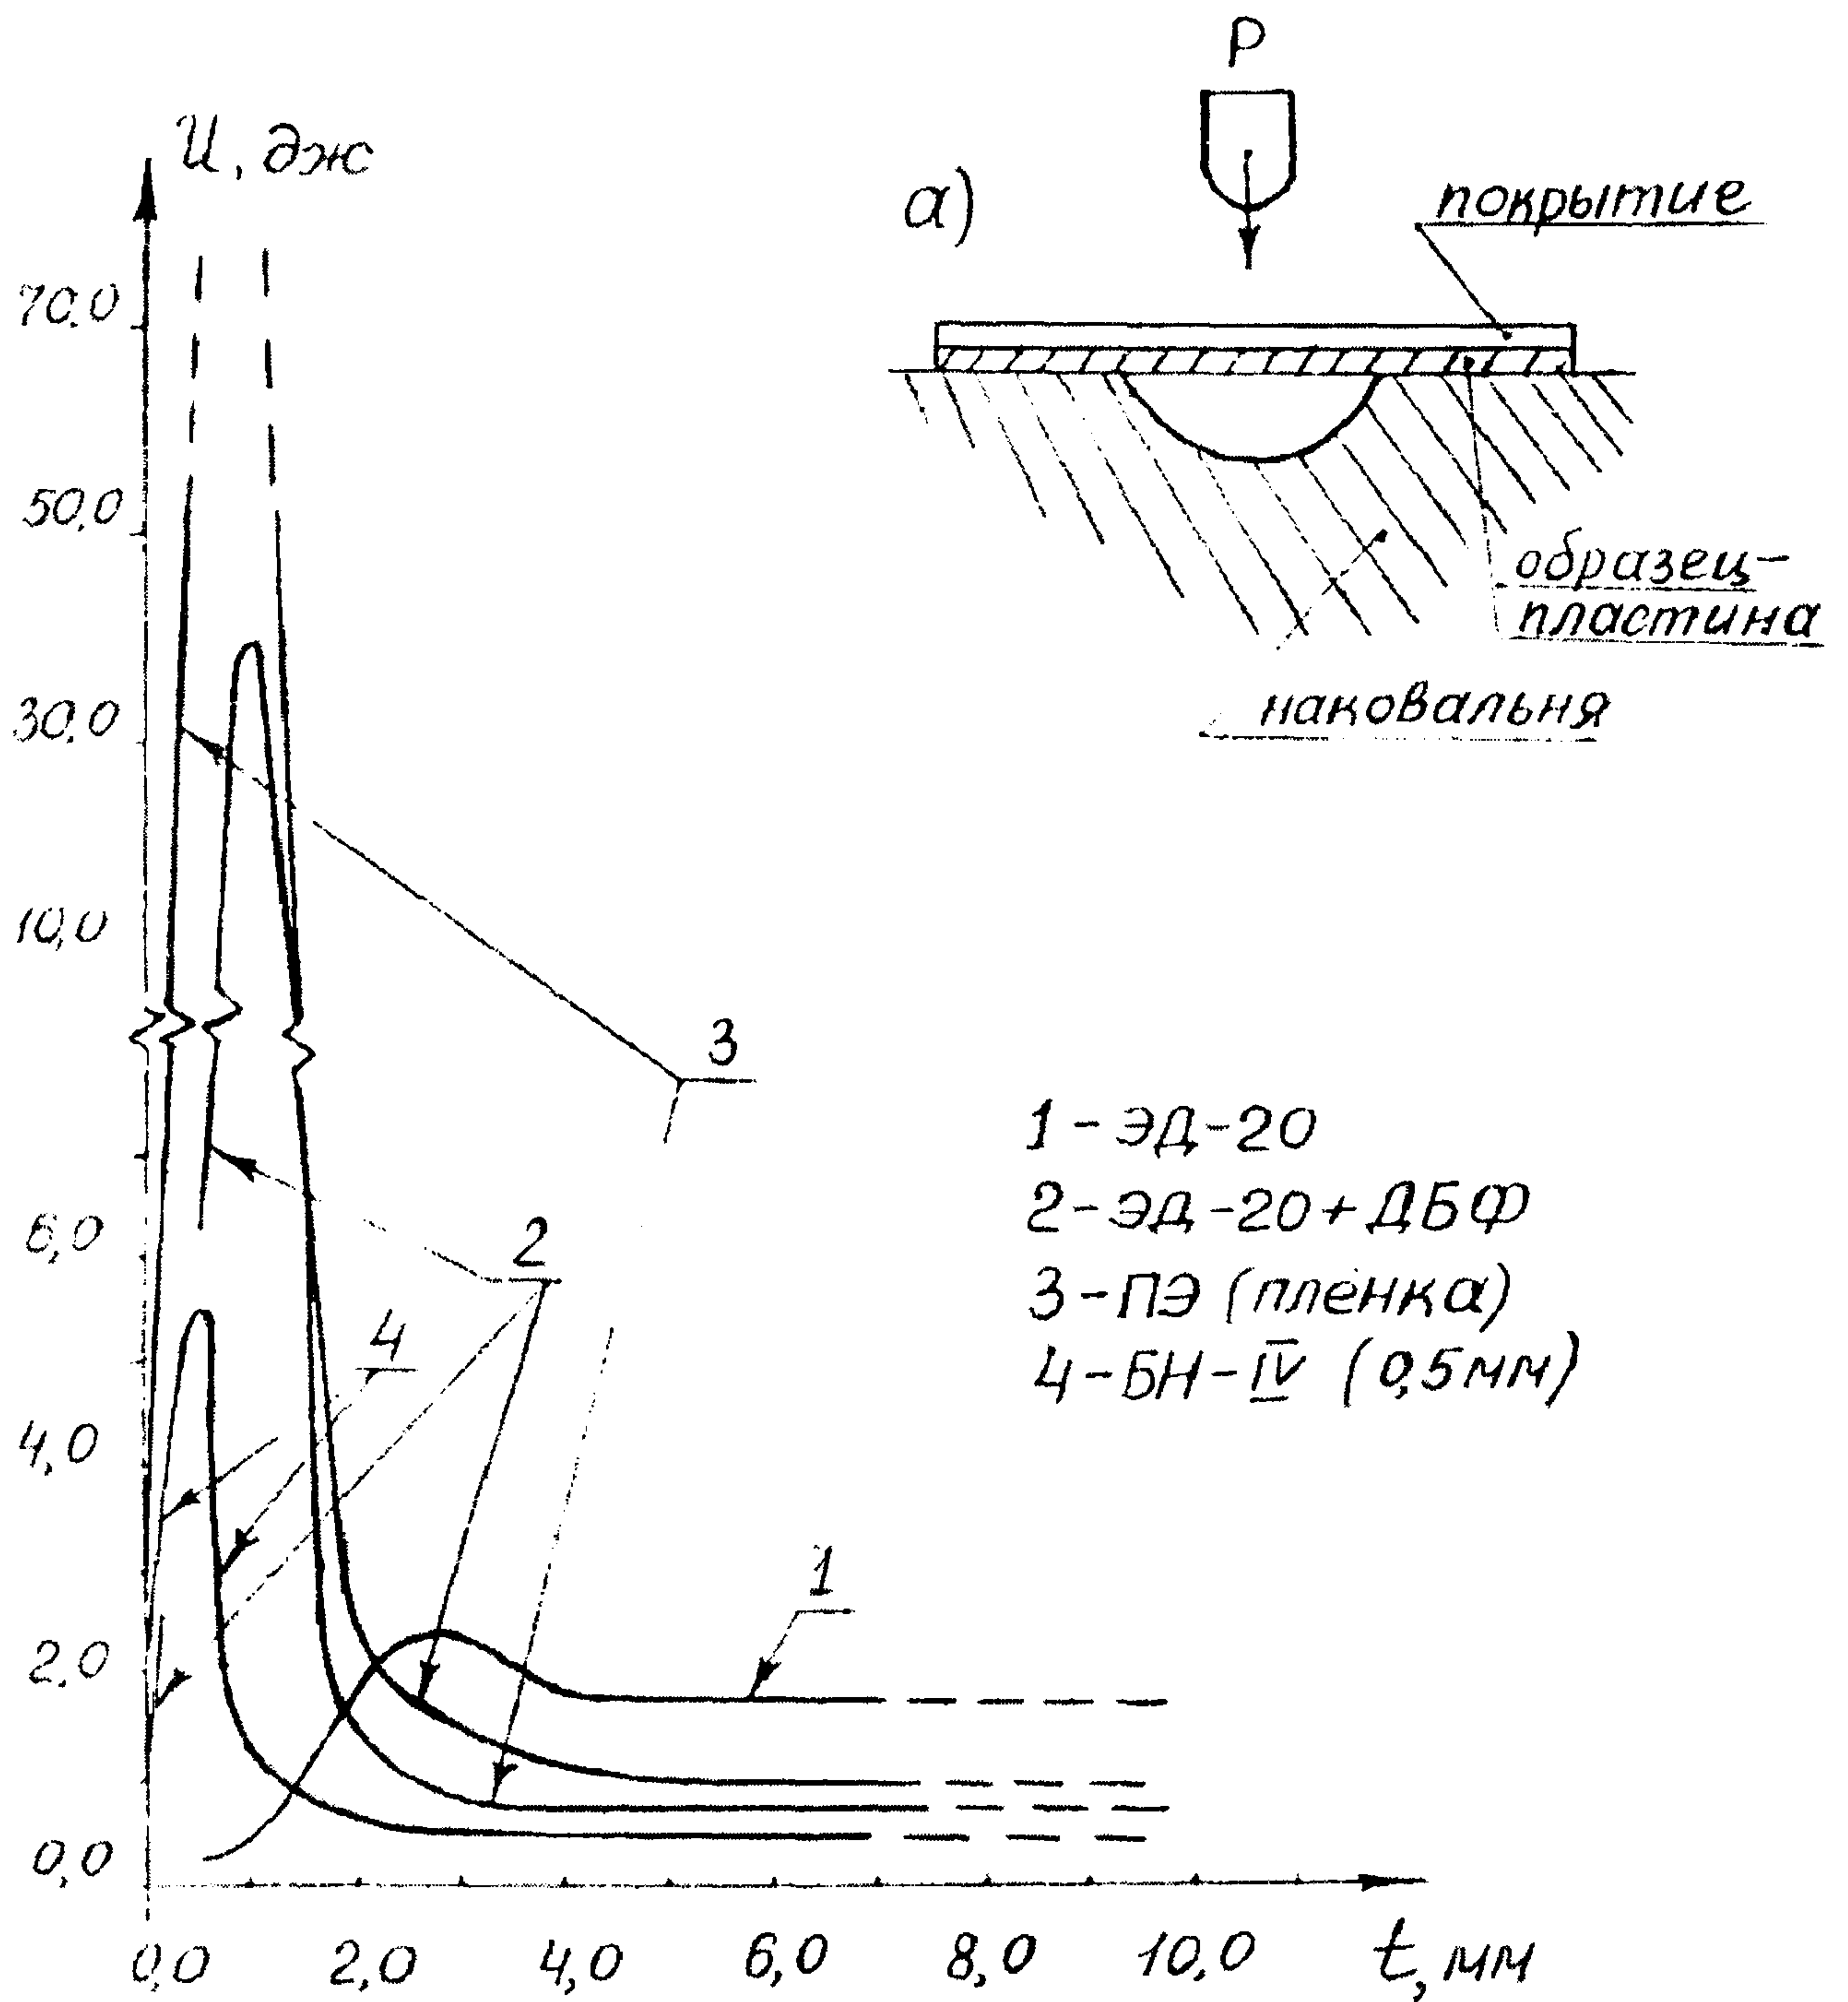 P
U, дж
а)
покрытие
70,0
50,0
образец-
пластина
30,0
наковальня
10,0
3
1-ЭД-20
2-ЭД-20+ДБФ
6,0
2
3-ПЭ (плёнка)
4
4-БН-IV (0,5мм)
4,0
1
2,0
0,0
0,0 2,0 4,0 6,0 8,0 10,0 t, мм